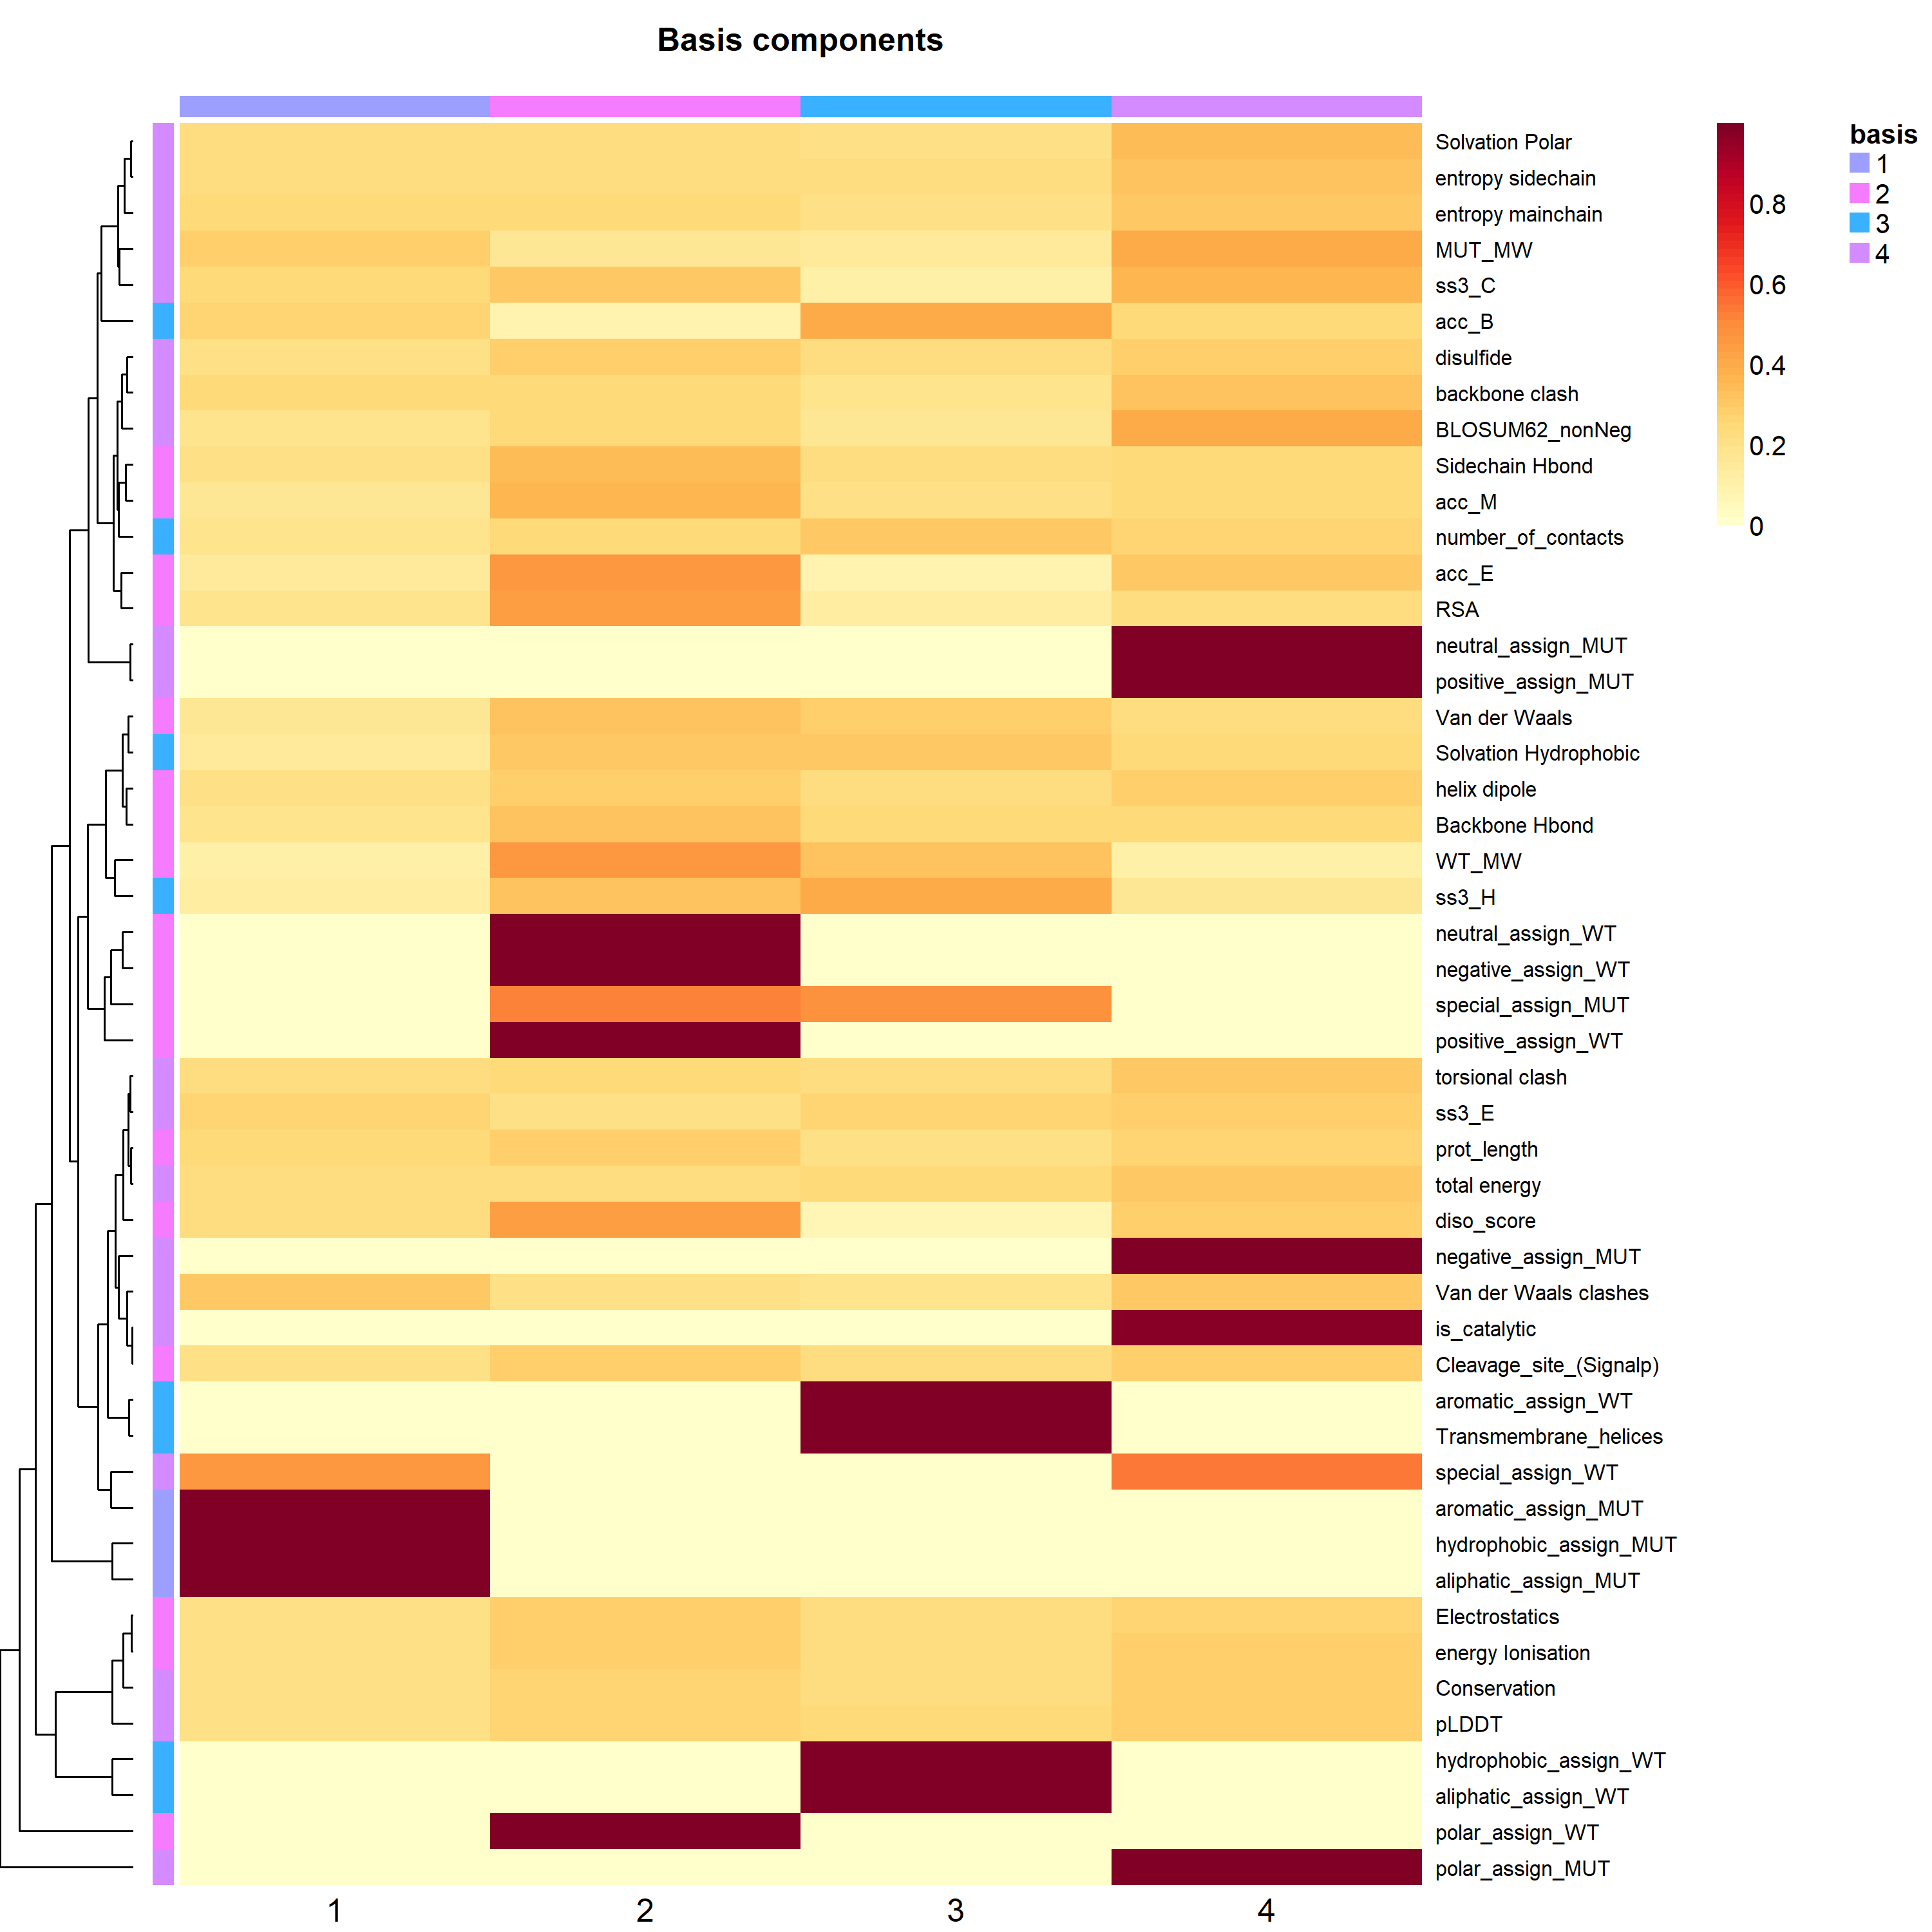 Basis components
Solvation Polar
entropy sidechain
entropy mainchain
MUT_MW
ss3_C
acc_B
disulfide
backbone clash
BLOSUM62_nonNeg
Sidechain Hbond
acc_M
number_of_contacts
acc_E
RSA
neutral_assign_MUT
positive_assign_MUT
Van der Waals
Solvation Hydrophobic
helix dipole
Backbone Hbond
WT_MW
ss3_H
neutral_assign_WT
negative_assign_WT
special_assign_MUT
positive_assign_WT
torsional clash
ss3_E
prot_length
total energy
diso_score
negative_assign_MUT
Van der Waals clashes
is_catalytic
Cleavage_site_(Signalp)
aromatic_assign_WT
Transmembrane_helices
special_assign_WT
aromatic_assign_MUT
hydrophobic_assign_MUT
aliphatic_assign_MUT
Electrostatics
energy Ionisation
Conservation
pLDDT
hydrophobic_assign_WT
aliphatic_assign_WT
polar_assign_WT
polar_assign_MUT
0.8
0.6
0.4
0.2
0
basis
1
2
3
4
1 2 3 4